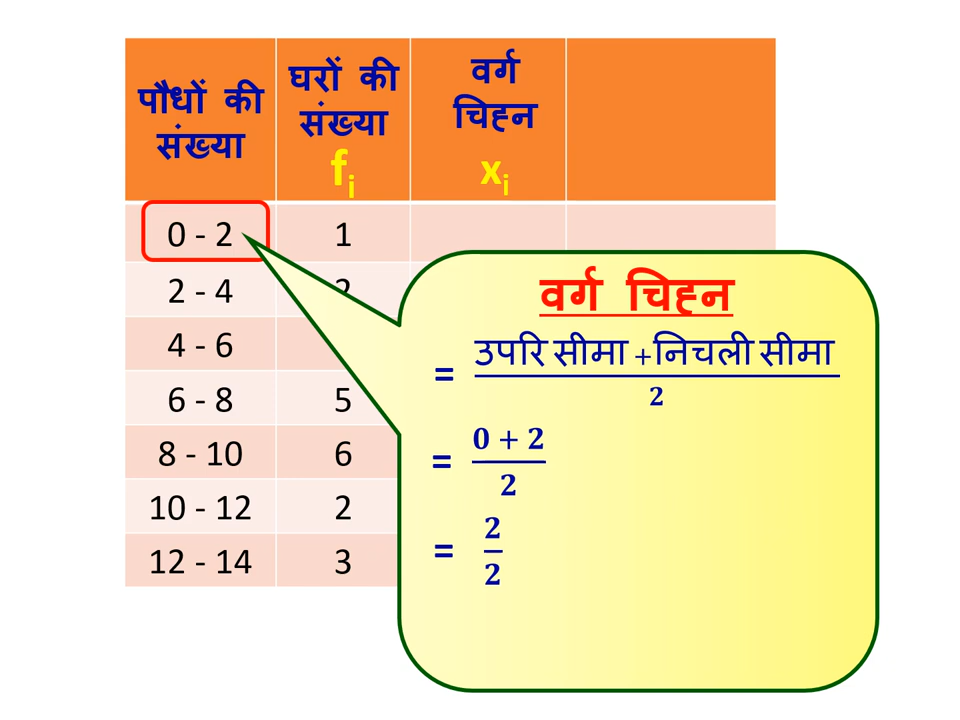 पौधों की संख्या
घरों की संख्या
fi
वर्ग चिह्न
xi
0 - 2 1
2 - 4 2
4 - 6
6 - 8 5
8 - 10 6
10 - 12 2
12 - 14 3
वर्ग चिह्न
= उपरि सीमा +निचली सीमा
2
= 0 + 2
2
= 2
2